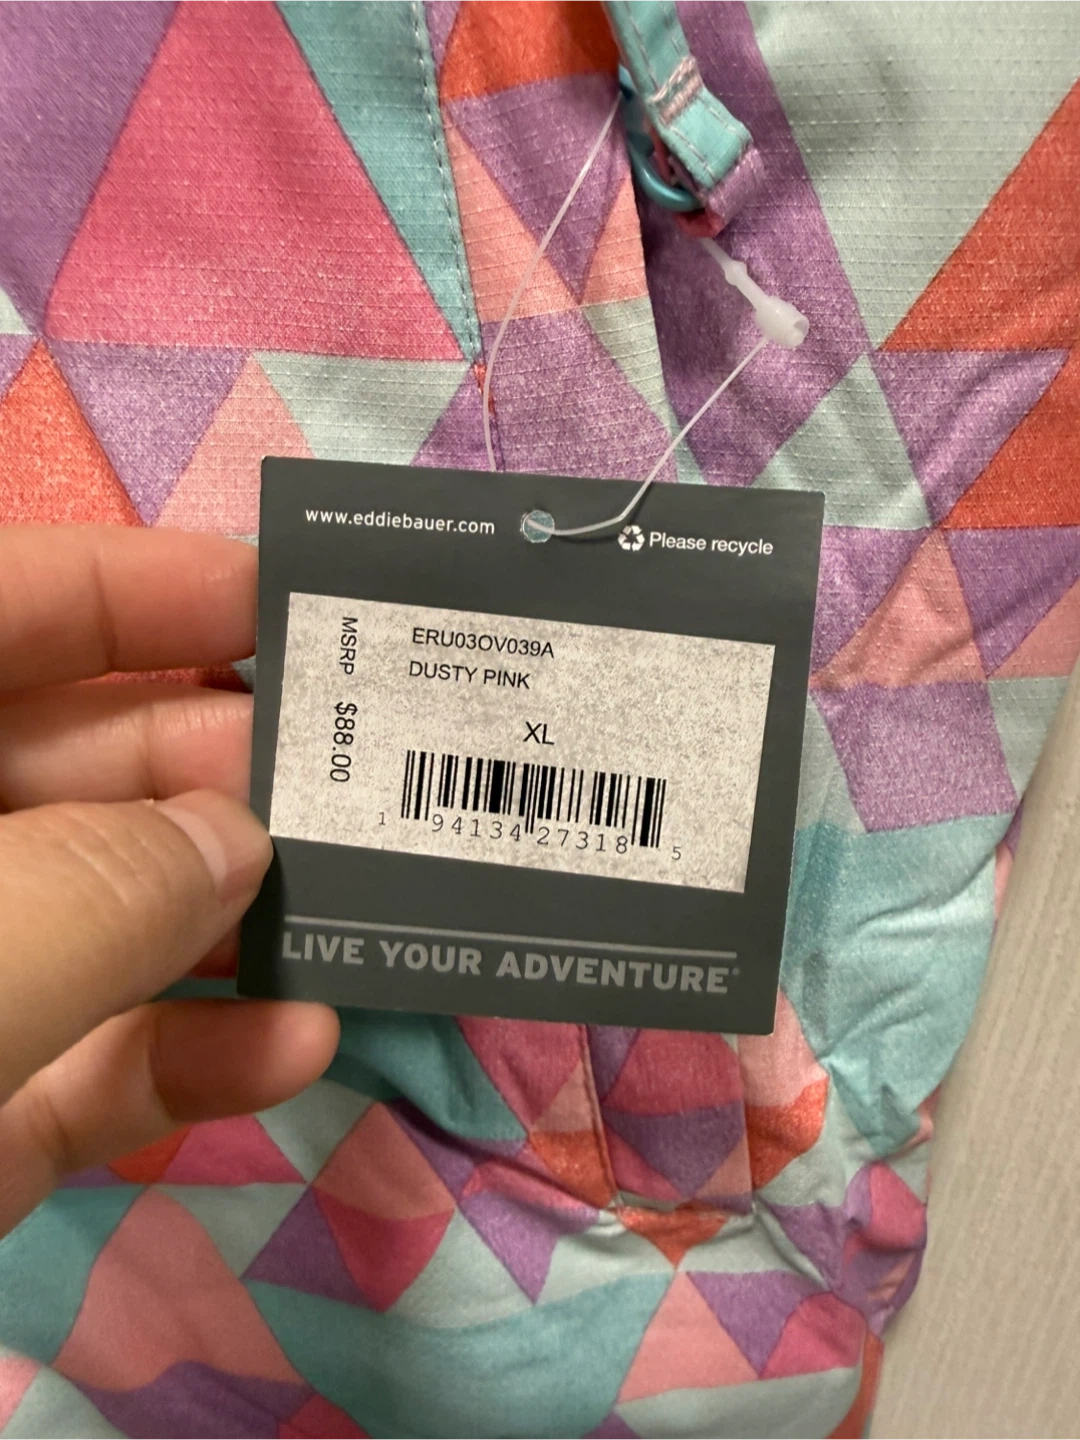 www.eddiebauer.com
Please recycle
MSRP $88.00
ERU03OV039A
DUSTY PINK
XL
1 94134 27318 5
LIVE YOUR ADVENTURE®